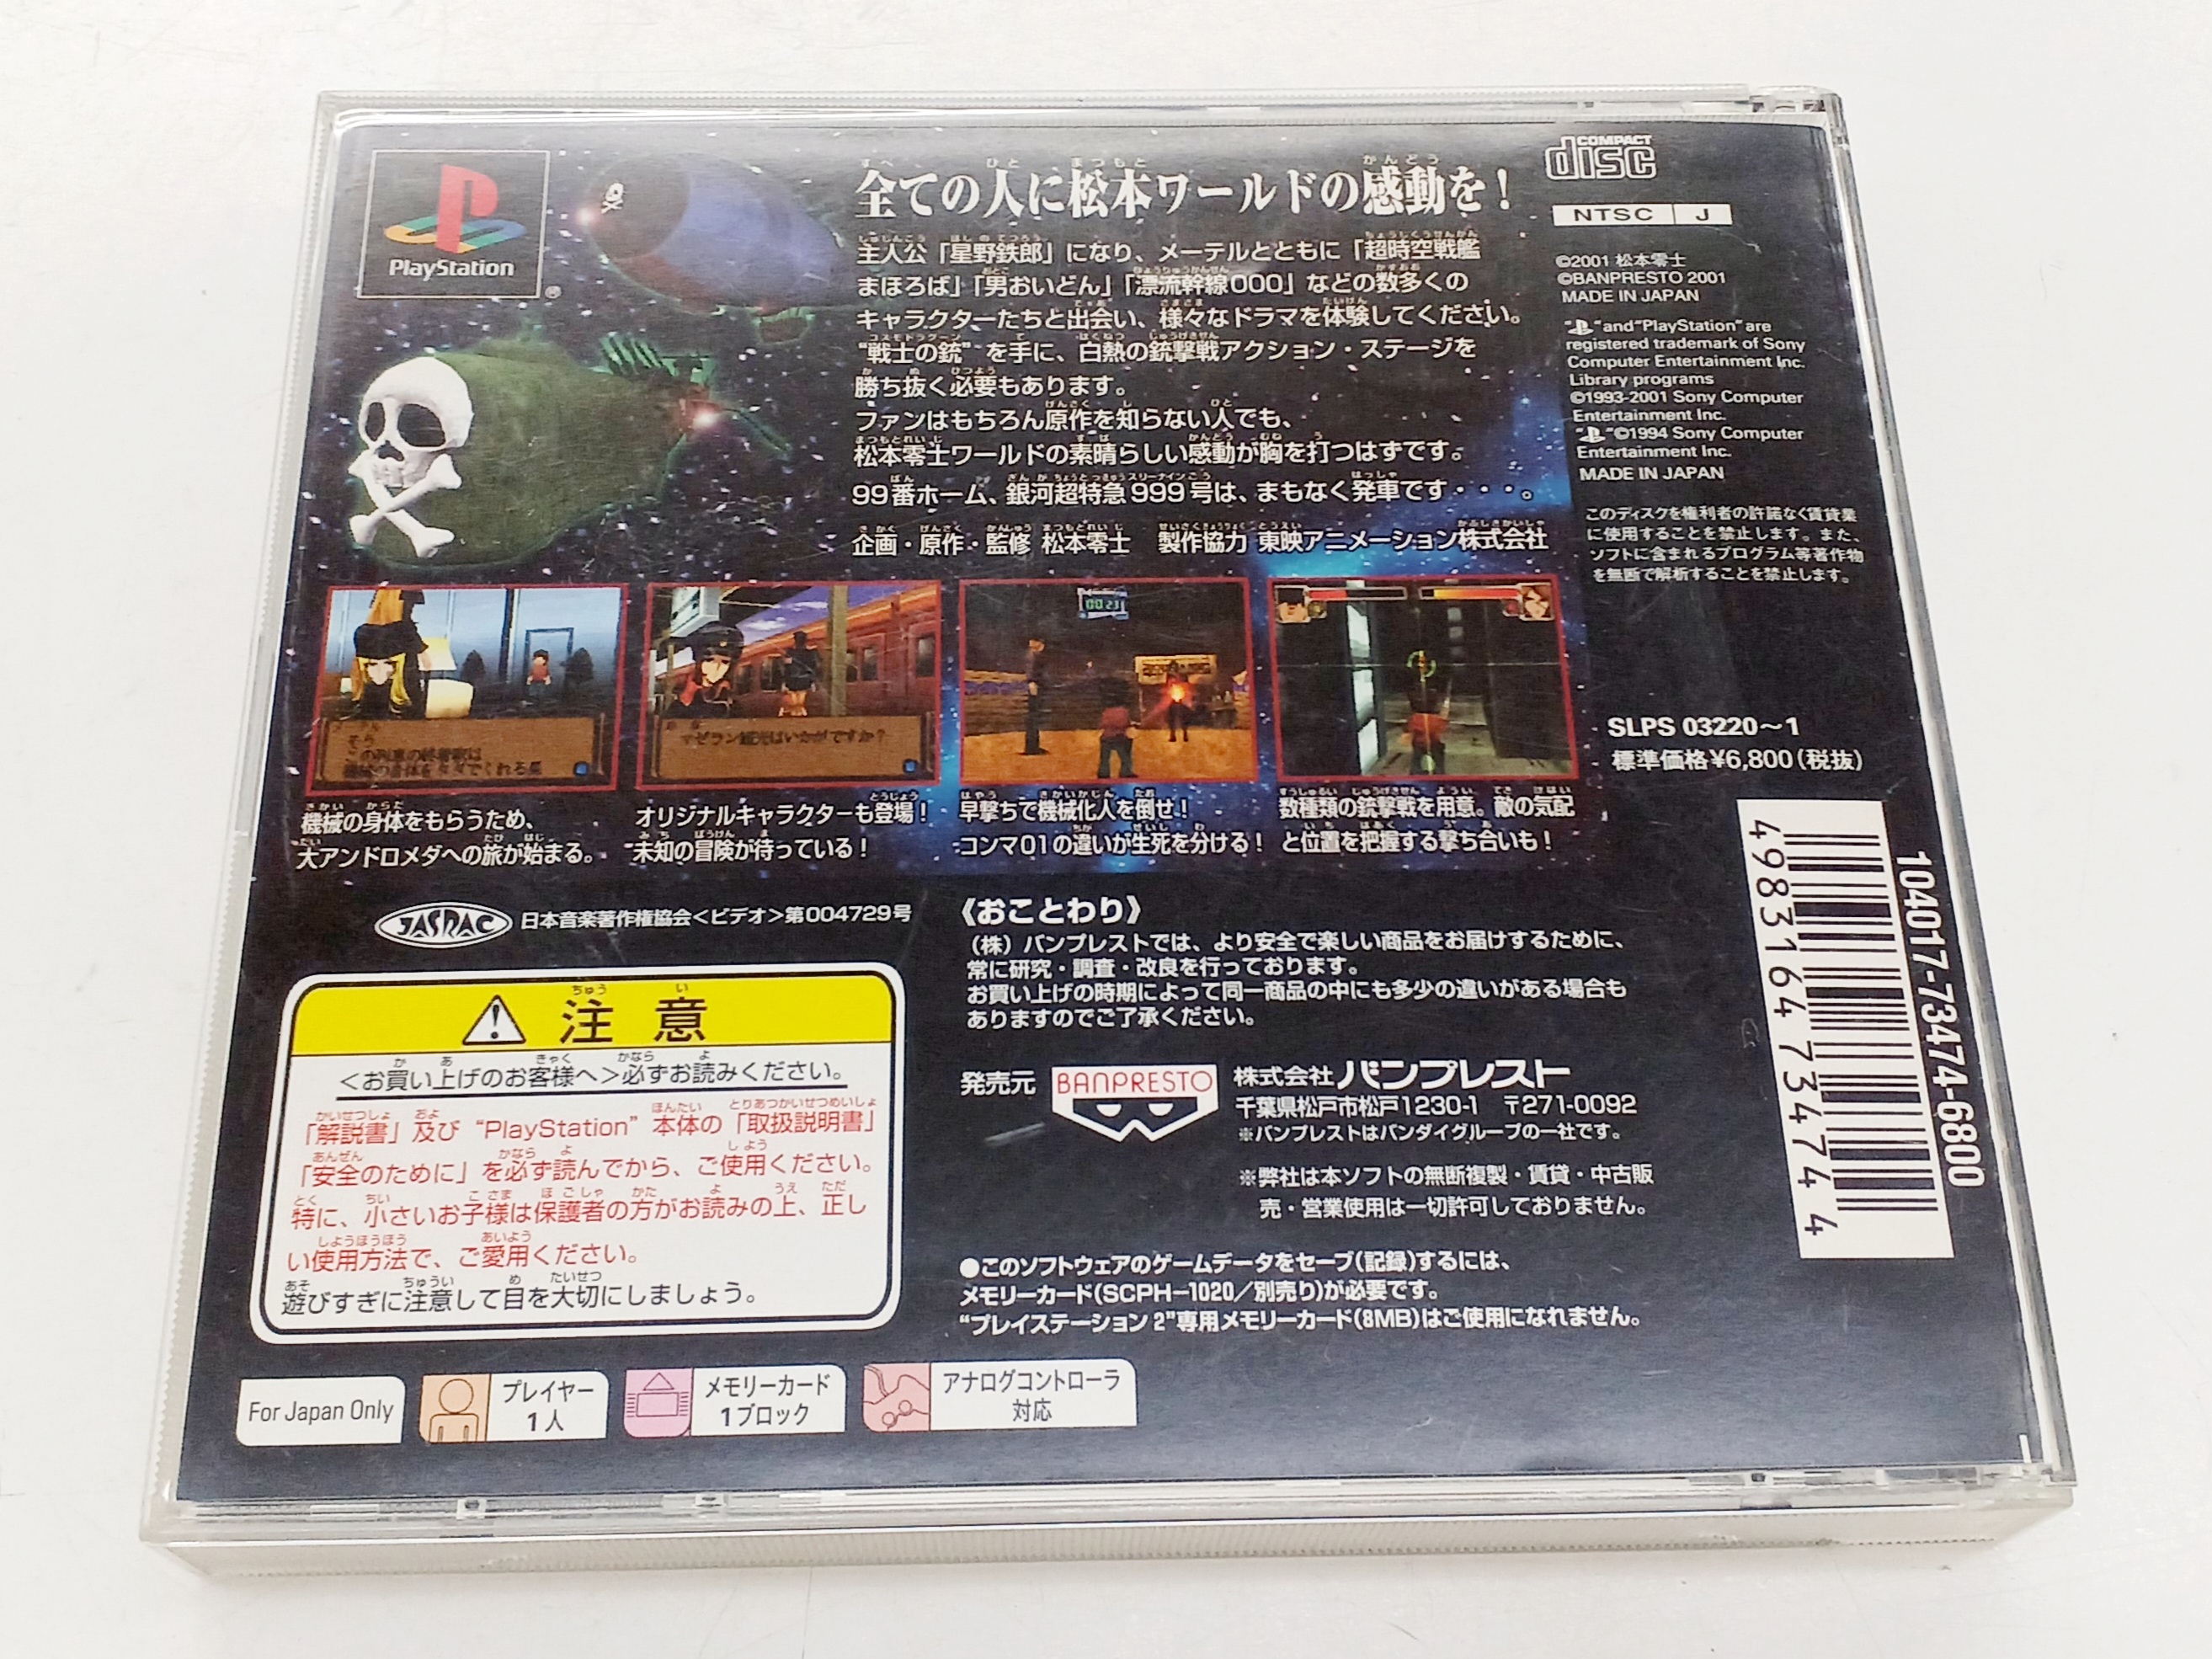 PlayStation
®
全ての人に松本ワールドの感動を！
主人公「星野鉄郎」になり、メーテルとともに「超時空戦艦
まほろば」「男おいどん」「漂流幹線000」などの数多くの
キャラクターたちと出会い、様々なドラマを体験してください。
“戦士の銃”を手に、白熱の銃撃戦アクション・ステージを
勝ち抜く必要もあります。
ファンはもちろん原作を知らない人でも、
松本零士ワールドの素晴らしい感動が胸を打つはずです。
99番ホーム、銀河超特急999号は、まもなく発車です・・・。
企画・原作・監修 松本零士　製作協力 東映アニメーション株式会社
COMPACT
disc
NTSC J
©2001 松本零士
©BANPRESTO 2001
MADE IN JAPAN
“ ”and“PlayStation”are
registered trademark of Sony
Computer Entertainment Inc.
Library programs
©1993-2001 Sony Computer
Entertainment Inc.
“ ”©1994 Sony Computer
Entertainment Inc.
MADE IN JAPAN
このディスクを権利者の許諾なく賃貸業
に使用することを禁止します。また、
ソフトに含まれるプログラム等著作物
を無断で解析することを禁止します。
00:23
マゼラン観光はいかがですか？
機械の身体をもらうため、
大アンドロメダへの旅が始まる。
オリジナルキャラクターも登場！
未知の冒険が待っている！
早撃ちで機械化人を倒せ！
コンマ01の違いが生死を分ける！
数種類の銃撃戦を用意。敵の気配
と位置を把握する撃ち合いも！
SLPS 03220～1
標準価格¥6,800（税抜）
104017-73474-6800
4983164734744
JASRAC 日本音楽著作権協会＜ビデオ＞第004729号
注意
＜お買い上げのお客様へ＞必ずお読みください。
「解説書」及び“PlayStation”本体の「取扱説明書」
「安全のために」を必ず読んでから、ご使用ください。
特に、小さいお子様は保護者の方がお読みの上、正し
い使用方法で、ご愛用ください。
遊びすぎに注意して目を大切にしましょう。
《おことわり》
（株）バンプレストでは、より安全で楽しい商品をお届けするために、
常に研究・調査・改良を行っております。
お買い上げの時期によって同一商品の中にも多少の違いがある場合も
ありますのでご了承ください。
発売元 BANPRESTO 株式会社バンプレスト
千葉県松戸市松戸1230-1　〒271-0092
※バンプレストはバンダイグループの一社です。
※弊社は本ソフトの無断複製・賃貸・中古販
売・営業使用は一切許可しておりません。
●このソフトウェアのゲームデータをセーブ（記録）するには、
メモリーカード（SCPH-1020／別売り）が必要です。
“プレイステーション 2”専用メモリーカード（8MB）はご使用になれません。
For Japan Only
プレイヤー
1人
メモリーカード
1ブロック
アナログコントローラ
対応